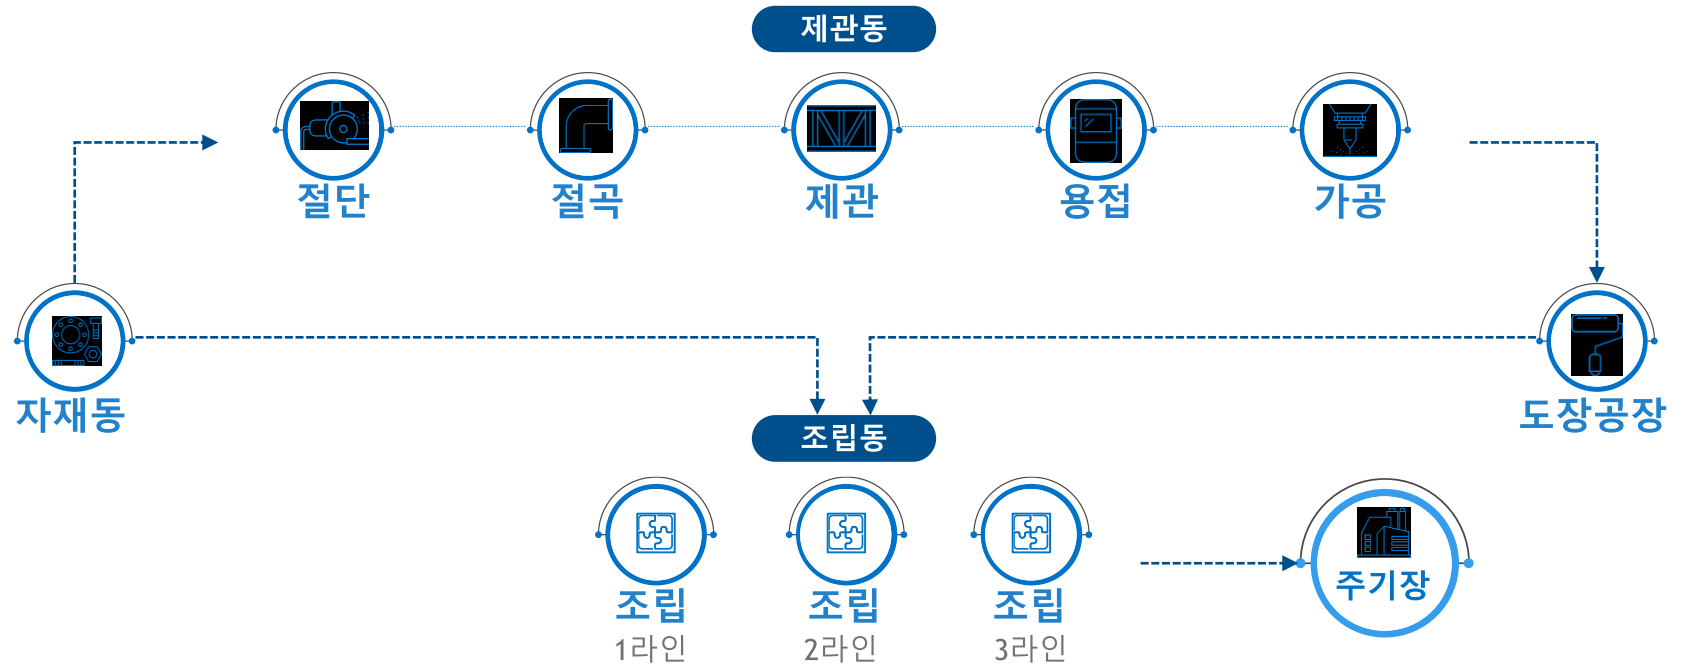 제관동
절단
절곡
제관
용접
가공
자재동
도장공장
조립동
조립
1라인
조립
2라인
조립
3라인
주기장